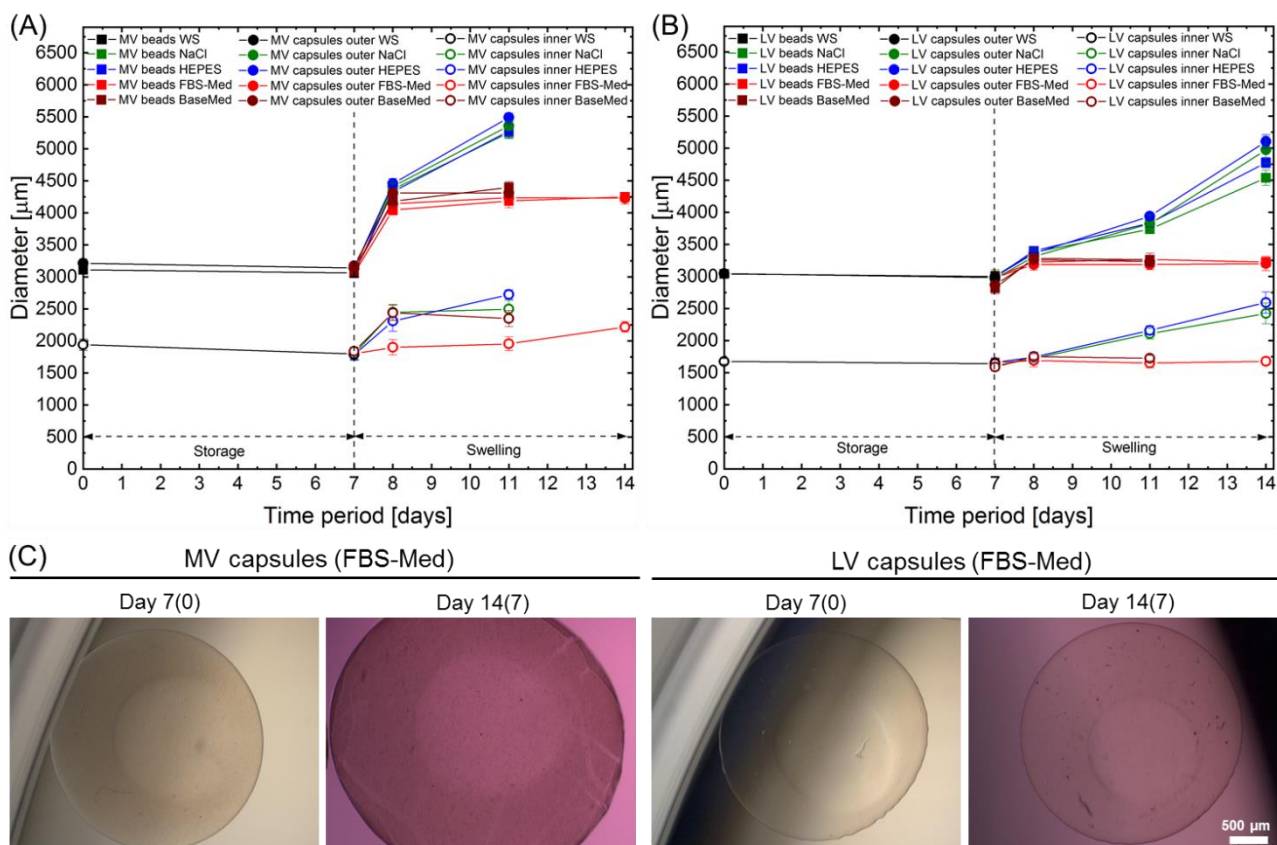 (A)
MV beads WS MV capsules outer WS MV capsules inner WS
MV beads NaCl MV capsules outer NaCl MV capsules inner NaCl
MV beads HEPES MV capsules outer HEPES MV capsules inner HEPES
MV beads FBS-Med MV capsules outer FBS-Med MV capsules inner FBS-Med
MV beads BaseMed MV capsules outer BaseMed MV capsules inner BaseMed
7000
6500
6000
5500
5000
4500
4000
3500
3000
2500
2000
1500
1000
500
0
Diameter [µm]
Storage Swelling
0 1 2 3 4 5 6 7 8 9 10 11 12 13 14
Time period [days]
(B)
LV beads WS LV capsules outer WS LV capsules inner WS
LV beads NaCl LV capsules outer NaCl LV capsules inner NaCl
LV beads HEPES LV capsules outer HEPES LV capsules inner HEPES
LV beads FBS-Med LV capsules outer FBS-Med LV capsules inner FBS-Med
LV beads BaseMed LV capsules outer BaseMed LV capsules inner BaseMed
7000
6500
6000
5500
5000
4500
4000
3500
3000
2500
2000
1500
1000
500
0
Diameter [µm]
Storage Swelling
0 1 2 3 4 5 6 7 8 9 10 11 12 13 14
Time period [days]
(C)
MV capsules (FBS-Med) LV capsules (FBS-Med)
Day 7(0) Day 14(7) Day 7(0) Day 14(7)
500 µm